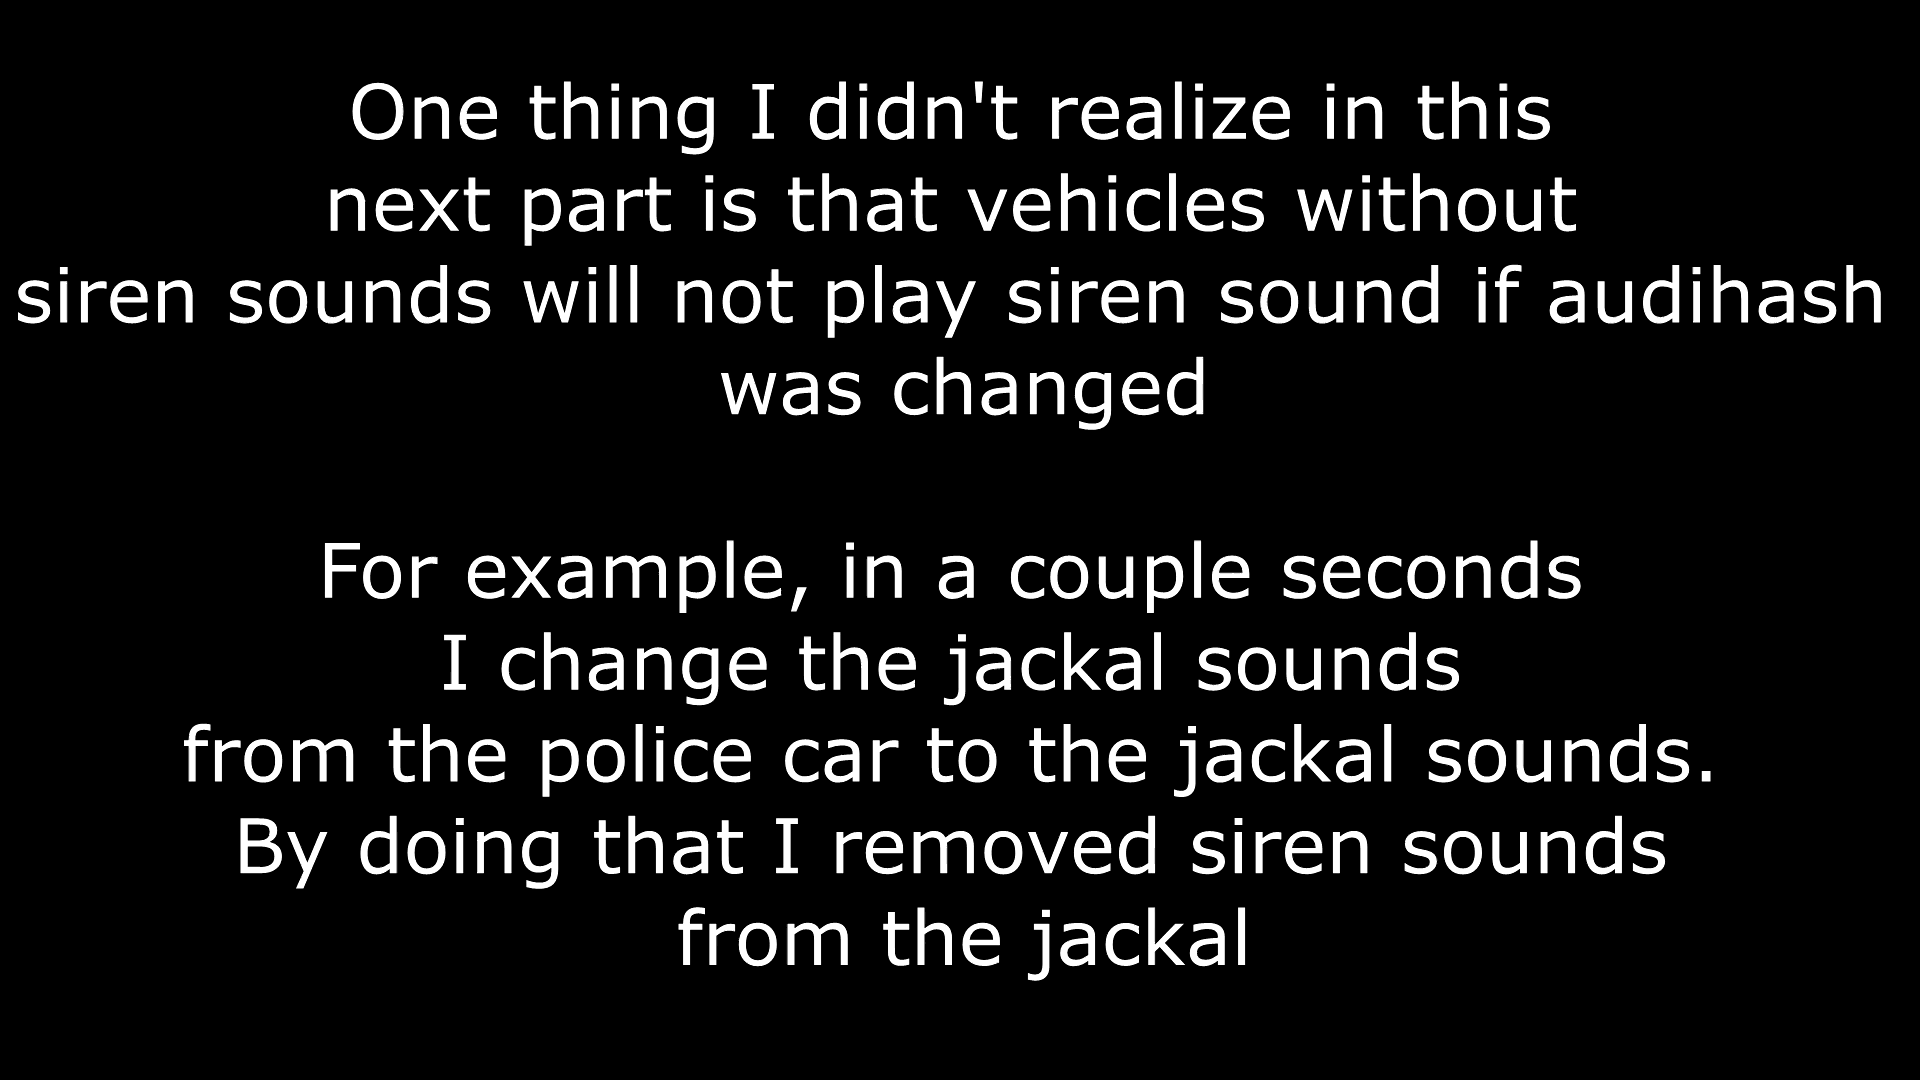 One thing I didn't realize in this
next part is that vehicles without
siren sounds will not play siren sound if audihash
was changed
For example, in a couple seconds
I change the jackal sounds
from the police car to the jackal sounds.
By doing that I removed siren sounds
from the jackal